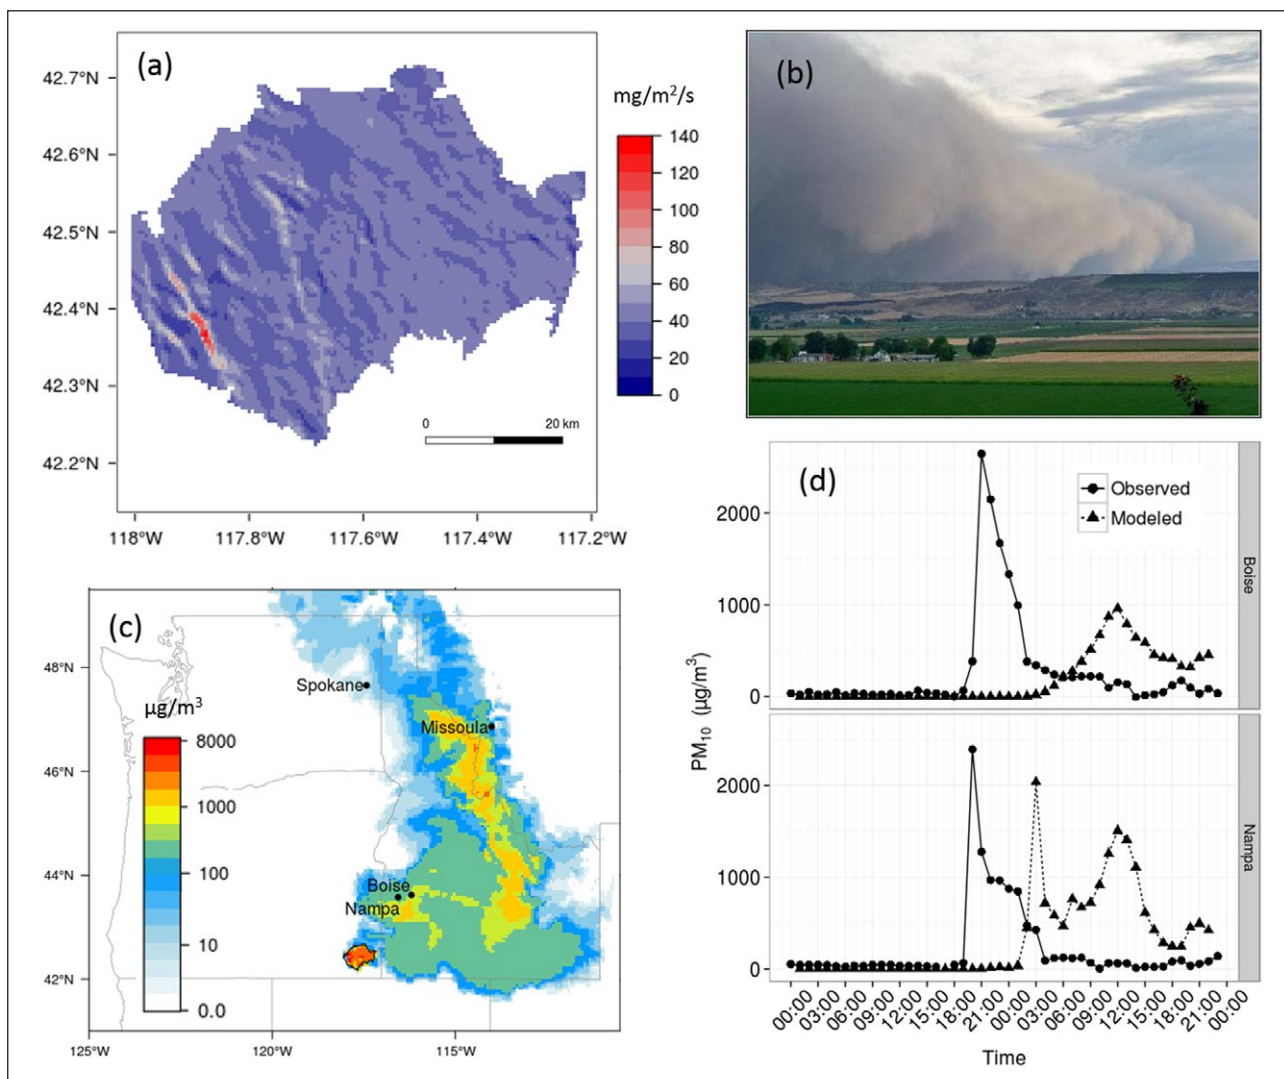 (a)
42.7°N
42.6°N
42.5°N
42.4°N
42.3°N
42.2°N
118°W 117.8°W 117.6°W 117.4°W 117.2°W
0 20 km
mg/m²/s
140
120
100
80
60
40
20
0
(b)
(c)
48°N
46°N
44°N
42°N
125°W 120°W 115°W
Spokane
Missoula
Boise
Nampa
µg/m³
8000
1000
100
10
0.0
(d)
Observed
Modeled
Boise
Nampa
2000
1000
0
2000
1000
0
PM₁₀ (µg/m³)
00:00 03:00 06:00 09:00 12:00 15:00 18:00 21:00 00:00 03:00 06:00 09:00 12:00 15:00 18:00 21:00 00:00
Time